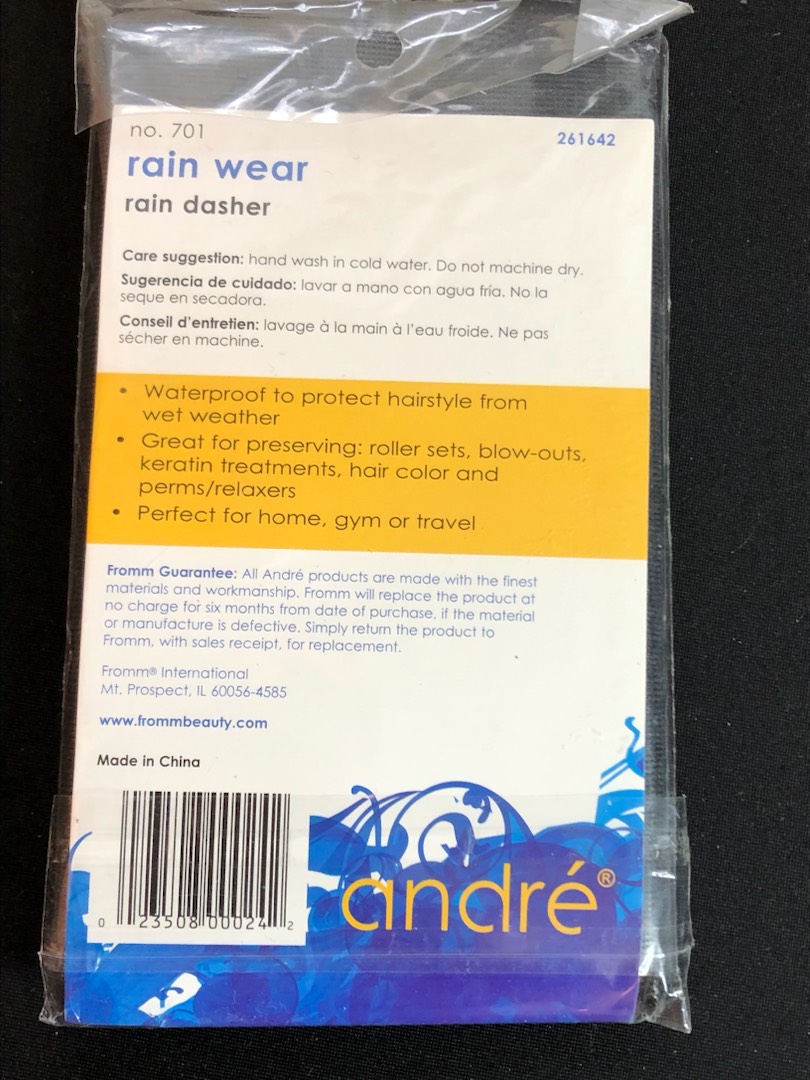 no. 701
261642
rain wear
rain dasher
Care suggestion: hand wash in cold water. Do not machine dry.
Sugerencia de cuidado: lavar a mano con agua fría. No la
seque en secadora.
Conseil d'entretien: lavage à la main à l'eau froide. Ne pas
sécher en machine.
• Waterproof to protect hairstyle from
wet weather
• Great for preserving: roller sets, blow-outs,
keratin treatments, hair color and
perms/relaxers
• Perfect for home, gym or travel
Fromm Guarantee: All André products are made with the finest
materials and workmanship. Fromm will replace the product at
no charge for six months from date of purchase, if the material
or manufacture is defective. Simply return the product to
Fromm, with sales receipt, for replacement.
Fromm® International
Mt. Prospect, IL 60056-4585
www.frommbeauty.com
Made in China
0 23508 00024 2
andré®